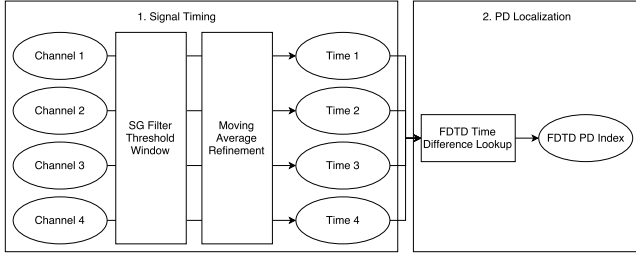 1. Signal Timing
2. PD Localization
Channel 1
Channel 2
Channel 3
Channel 4
SG Filter
Threshold
Window
Moving
Average
Refinement
Time 1
Time 2
Time 3
Time 4
FDTD Time
Difference Lookup
FDTD PD Index